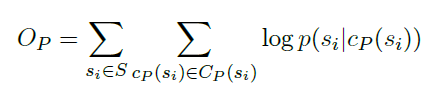 $O_P = \sum_{s_i \in S} \sum_{c_P(s_i) \in C_P(s_i)} \log p(s_i | c_P(s_i))$